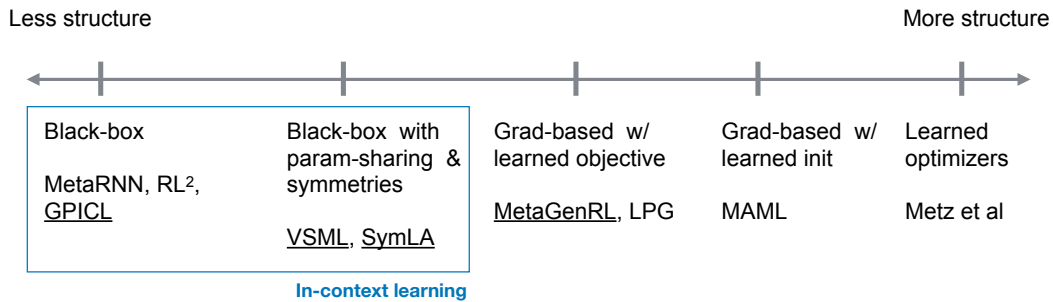 Less structure
More structure
Black-box
MetaRNN, RL²,
GPICL
Black-box with
param-sharing &
symmetries
VSML, SymLA
Grad-based w/
learned objective
MetaGenRL, LPG
Grad-based w/
learned init
MAML
Learned
optimizers
Metz et al
In-context learning